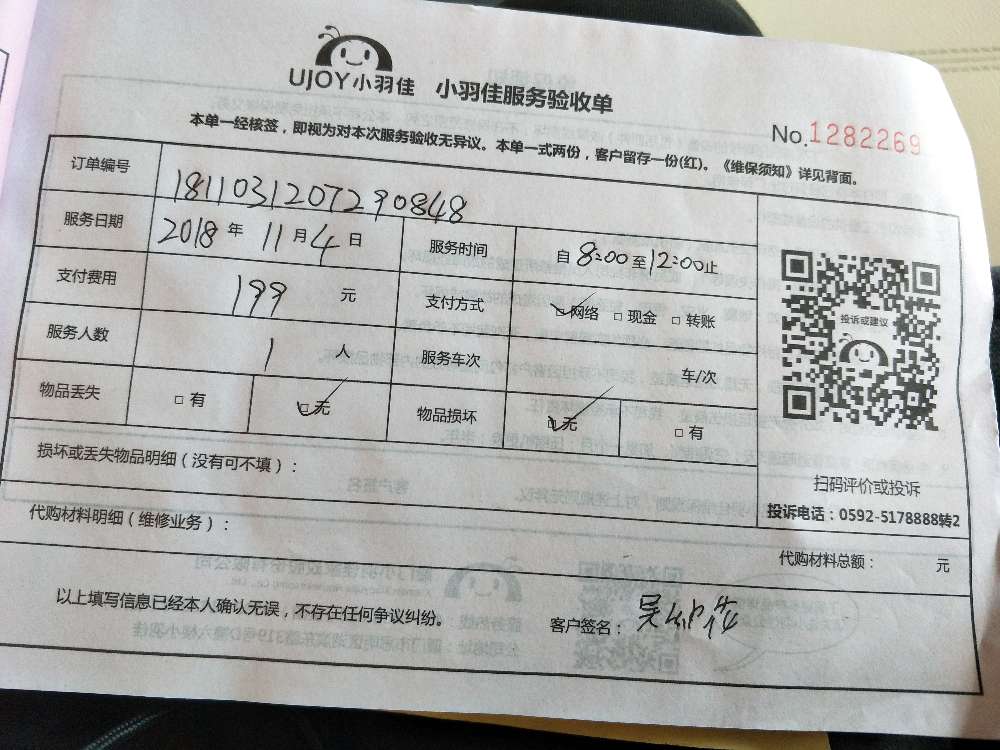 UJOY小羽佳 小羽佳服务验收单
No.1282269
本单一经核签，即视为对本次服务验收无异议。本单一式两份，客户留存一份(红)。《维保须知》详见背面。
订单编号 1811031207290848
服务日期 2018 年 11 月 4 日 服务时间 自 8:00 至 12:00 止
支付费用 199 元 支付方式 网络 现金 转账
投诉或建议
服务人数 1 人 服务车次 车/次
物品丢失 有 无 物品损坏 无 有
损坏或丢失物品明细（没有可不填）：
扫码评价或投诉
投诉电话：0592-5178888转2
代购材料明细（维修业务）：
代购材料总额： 元
以上填写信息已经本人确认无误，不存在任何争议纠纷。 客户签名：